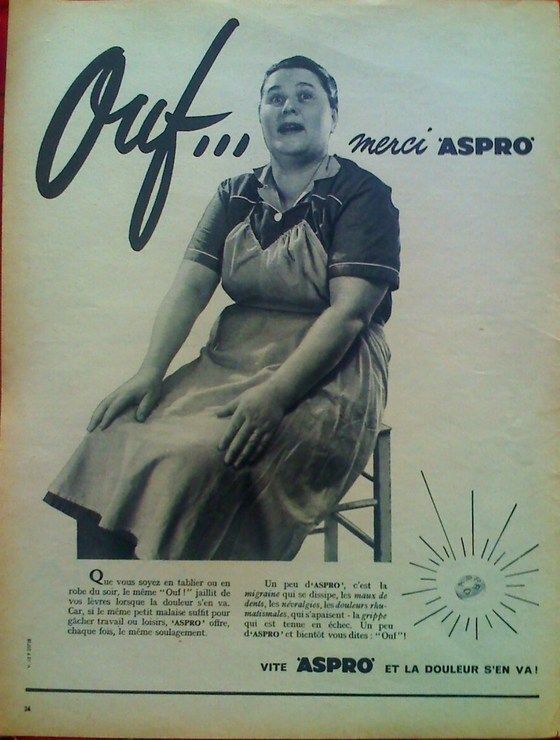 Ouf...
merci 'ASPRO'
Que vous soyez en tablier ou en
robe du soir, le même "Ouf !" jaillit de
vos lèvres lorsque la douleur s'en va.
Car, si le même petit malaise suffit pour
gâcher travail ou loisirs, 'ASPRO' offre,
chaque fois, le même soulagement.
Un peu d'ASPRO', c'est la
migraine qui se dissipe, les maux de
dents, les névralgies, les douleurs rhu-
matismales, qui s'apaisent - la grippe
qui est tenue en échec. Un peu
d'ASPRO' et bientôt vous dites : "Ouf" !
VITE 'ASPRO' ET LA DOULEUR S'EN VA !